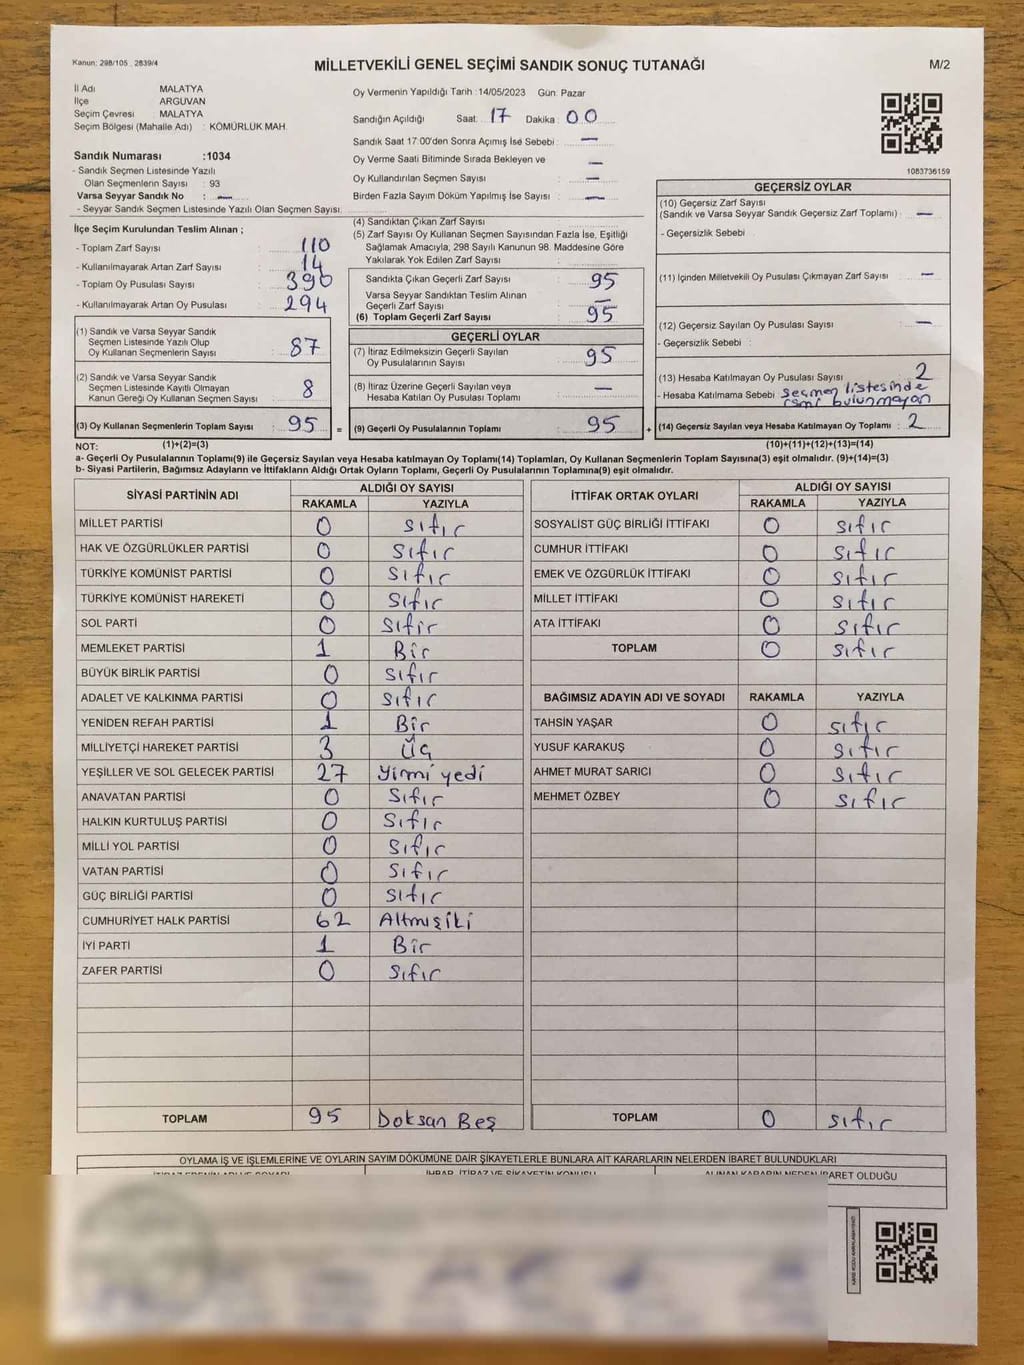 Kanun: 298/105 , 2839/4
MİLLETVEKİLİ GENEL SEÇİMİ SANDIK SONUÇ TUTANAĞI
M/2
İl Adı MALATYA
İlçe ARGUVAN
Seçim Çevresi MALATYA
Seçim Bölgesi (Mahalle Adı) : KÖMÜRLÜK MAH.
Sandık Numarası :1034
- Sandık Seçmen Listesinde Yazılı
Olan Seçmenlerin Sayısı : 93
Varsa Seyyar Sandık No : —
- Seyyar Sandık Seçmen Listesinde Yazılı Olan Seçmen Sayısı:
Oy Vermenin Yapıldığı Tarih :14/05/2023 Gün: Pazar
Sandığın Açıldığı Saat: 17 Dakika: 00
Sandık Saat 17:00'den Sonra Açımış İse Sebebi : —
Oy Verme Saati Bitiminde Sırada Bekleyen ve —
Oy Kullandırılan Seçmen Sayısı : —
Birden Fazla Sayım Döküm Yapılmış İse Sayısı : —
1083736159
İlçe Seçim Kurulundan Teslim Alınan ;
- Toplam Zarf Sayısı : 110
- Kullanılmayarak Artan Zarf Sayısı : 14
- Toplam Oy Pusulası Sayısı : 390
- Kullanılmayarak Artan Oy Pusulası : 294
(1) Sandık ve Varsa Seyyar Sandık
Seçmen Listesinde Yazılı Olup
Oy Kullanan Seçmenlerin Sayısı : 87
(2) Sandık ve Varsa Seyyar Sandık
Seçmen Listesinde Kayıtlı Olmayan
Kanun Gereği Oy Kullanan Seçmen Sayısı : 8
(3) Oy Kullanan Seçmenlerin Toplam Sayısı : 95 =
(4) Sandıktan Çıkan Zarf Sayısı
(5) Zarf Sayısı Oy Kullanan Seçmen Sayısından Fazla İse, Eşitliği
Sağlamak Amacıyla, 298 Sayılı Kanunun 98. Maddesine Göre
Yakılarak Yok Edilen Zarf Sayısı :
Sandıkta Çıkan Geçerli Zarf Sayısı : 95
Varsa Seyyar Sandıktan Teslim Alınan
Geçerli Zarf Sayısı : —
(6) Toplam Geçerli Zarf Sayısı : 95
GEÇERLİ OYLAR
(7) İtiraz Edilmeksizin Geçerli Sayılan
Oy Pusulalarının Sayısı : 95
(8) İtiraz Üzerine Geçerli Sayılan veya
Hesaba Katılan Oy Pusulası Toplamı : —
(9) Geçerli Oy Pusulalarının Toplamı : 95 +
GEÇERSİZ OYLAR
(10) Geçersiz Zarf Sayısı
(Sandık ve Varsa Seyyar Sandık Geçersiz Zarf Toplamı) : —
- Geçersizlik Sebebi :
(11) İçinden Milletvekili Oy Pusulası Çıkmayan Zarf Sayısı : —
(12) Geçersiz Sayılan Oy Pusulası Sayısı : —
- Geçersizlik Sebebi :
(13) Hesaba Katılmayan Oy Pusulası Sayısı : 2
- Hesaba Katılmama Sebebi : seçmen listesinde
ismi bulunmayan
(14) Geçersiz Sayılan veya Hesaba Katılmayan Oy Toplamı : 2
NOT: (1)+(2)=(3) (10)+(11)+(12)+(13)=(14)
a- Geçerli Oy Pusulasının Toplamı(9) ile Geçersiz Sayılan veya Hesaba katılmayan Oy Toplamı(14) Toplamları, Oy Kullanan Seçmenlerin Toplam Sayısına(3) eşit olmalıdır. (9)+(14)=(3)
b- Siyasi Partilerin, Bağımsız Adayların ve İttifakların Aldığı Ortak Oyların Toplamı, Geçerli Oy Pusulalarının Toplamına(9) eşit olmalıdır.
SİYASİ PARTİNİN ADI ALDIĞI OY SAYISI
RAKAMLA YAZIYLA
MİLLET PARTİSİ 0 sıfır
HAK VE ÖZGÜRLÜKLER PARTİSİ 0 sıfır
TÜRKİYE KOMÜNİST PARTİSİ 0 sıfır
TÜRKİYE KOMÜNİST HAREKETİ 0 sıfır
SOL PARTİ 0 sıfır
MEMLEKET PARTİSİ 1 Bir
BÜYÜK BİRLİK PARTİSİ 0 sıfır
ADALET VE KALKINMA PARTİSİ 0 sıfır
YENİDEN REFAH PARTİSİ 1 Bir
MİLLİYETÇİ HAREKET PARTİSİ 3 Üç
YEŞİLLER VE SOL GELECEK PARTİSİ 27 Yirmi yedi
ANAVATAN PARTİSİ 0 sıfır
HALKIN KURTULUŞ PARTİSİ 0 sıfır
MİLLİ YOL PARTİSİ 0 sıfır
VATAN PARTİSİ 0 sıfır
GÜÇ BİRLİĞİ PARTİSİ 0 sıfır
CUMHURİYET HALK PARTİSİ 62 Altmışiki
İYİ PARTİ 1 Bir
ZAFER PARTİSİ 0 sıfır
TOPLAM 95 Doksan Beş
İTTİFAK ORTAK OYLARI ALDIĞI OY SAYISI
RAKAMLA YAZIYLA
SOSYALİST GÜÇ BİRLİĞİ İTTİFAKI 0 sıfır
CUMHUR İTTİFAKI 0 sıfır
EMEK VE ÖZGÜRLÜK İTTİFAKI 0 sıfır
MİLLET İTTİFAKI 0 sıfır
ATA İTTİFAKI 0 sıfır
TOPLAM 0 sıfır
BAĞIMSIZ ADAYIN ADI VE SOYADI RAKAMLA YAZIYLA
TAHSİN YAŞAR 0 sıfır
YUSUF KARAKUŞ 0 sıfır
AHMET MURAT SARICI 0 sıfır
MEHMET ÖZBEY 0 sıfır
TOPLAM 0 sıfır
OYLAMA İŞ VE İŞLEMLERİNE VE OYLARIN SAYIM DÖKÜMÜNE DAİR ŞİKAYETLERLE BUNLARA AİT KARARLARIN NELERDEN İBARET BULUNDUKLARI
İHBAR, İTİRAZ VE ŞİKAYETİN KONUSU ALINAN KARARIN NEDEN İBARET OLDUĞU